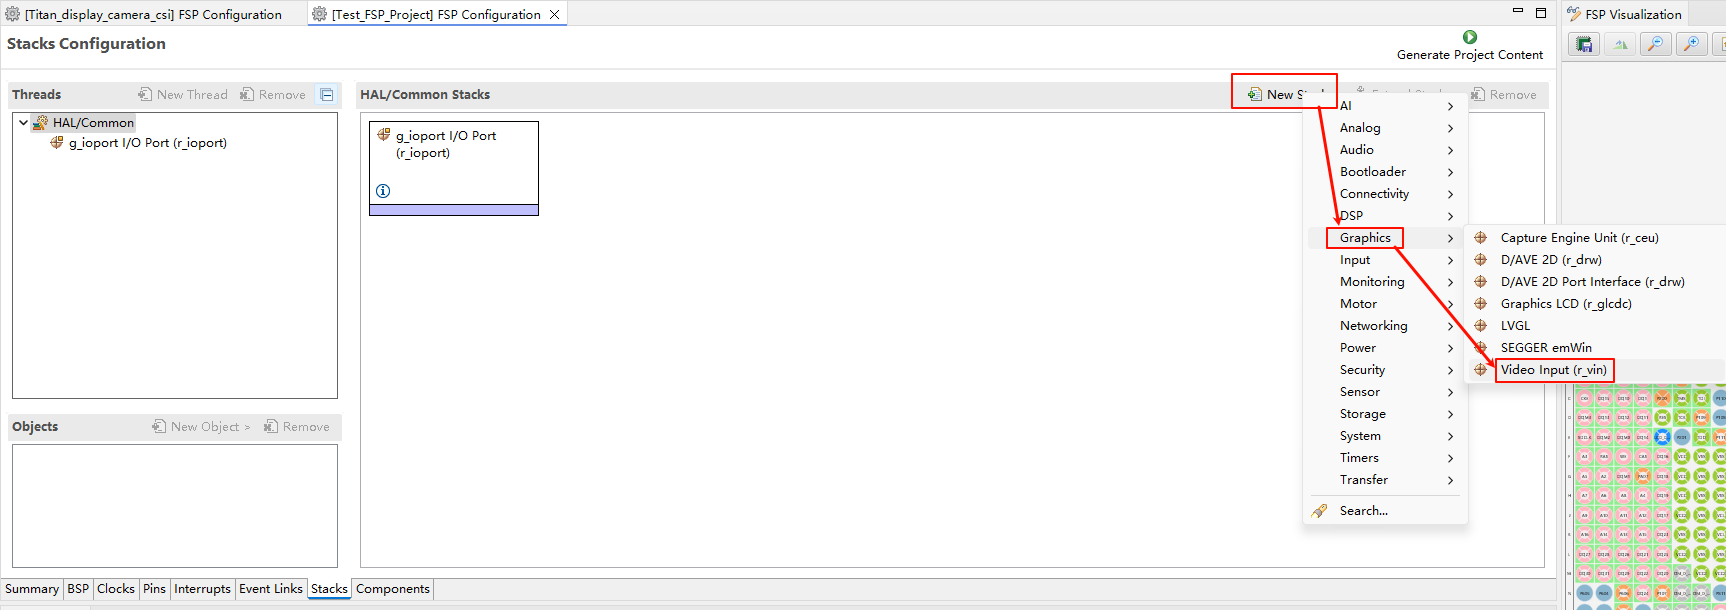 [Titan_display_camera_csi] FSP Configuration
[Test_FSP_Project] FSP Configuration
FSP Visualization
Stacks Configuration
Generate Project Content
Threads
New Thread
Remove
HAL/Common Stacks
New
Remove
HAL/Common
g_ioport I/O Port (r_ioport)
g_ioport I/O Port
(r_ioport)
AI
Analog
Audio
Bootloader
Connectivity
DSP
Graphics
Input
Monitoring
Motor
Networking
Power
Security
Sensor
Storage
System
Timers
Transfer
Search...
Capture Engine Unit (r_ceu)
D/AVE 2D (r_drw)
D/AVE 2D Port Interface (r_drw)
Graphics LCD (r_glcdc)
LVGL
SEGGER emWin
Video Input (r_vin)
Objects
New Object >
Remove
Summary
BSP
Clocks
Pins
Interrupts
Event Links
Stacks
Components